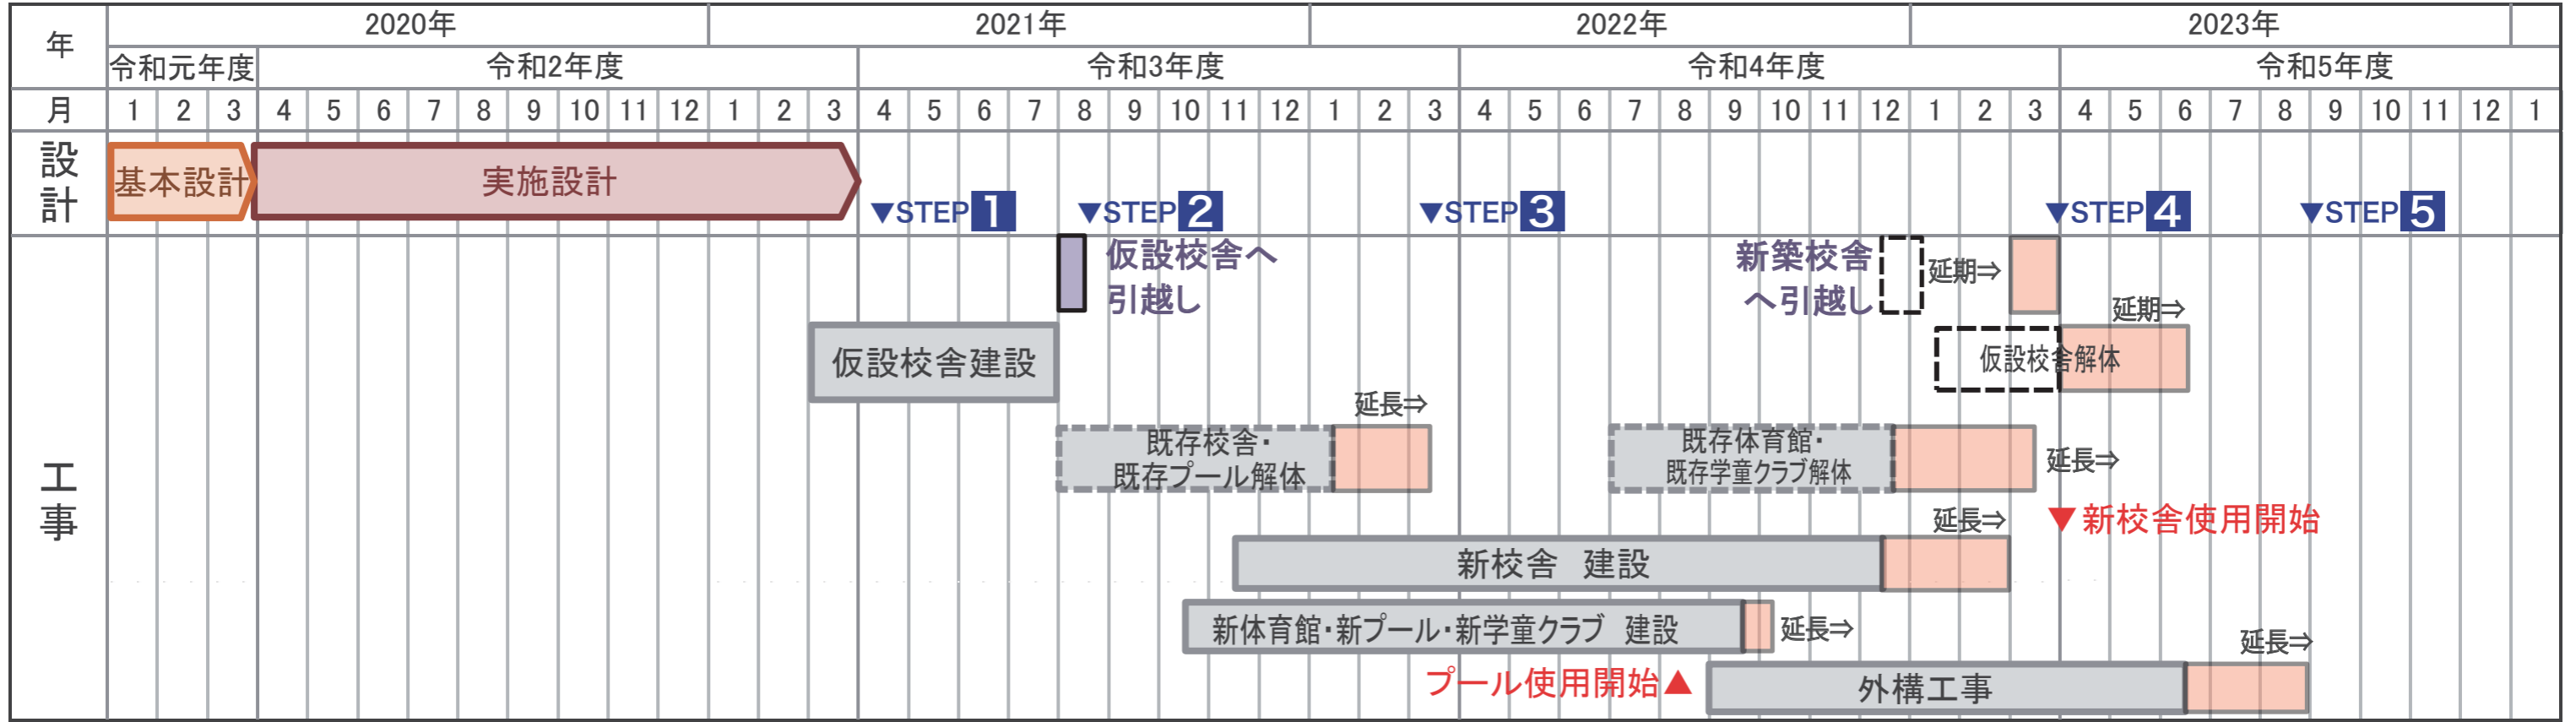 年 2020年 2021年 2022年 2023年
令和元年度 令和2年度 令和3年度 令和4年度 令和5年度
月 1 2 3 4 5 6 7 8 9 10 11 12 1 2 3 4 5 6 7 8 9 10 11 12 1 2 3 4 5 6 7 8 9 10 11 12 1 2 3 4 5 6 7 8 9 10 11 12 1
設計
基本設計 実施設計
▼STEP1 ▼STEP2 ▼STEP3 ▼STEP4 ▼STEP5
工事
仮設校舎へ
引越し
新築校舎
へ引越し
延期⇒
延期⇒
仮設校舎建設
仮設校舎解体
延長⇒
既存校舎・
既存プール解体
既存体育館・
既存学童クラブ解体
延長⇒
▼新校舎使用開始
延長⇒
新校舎 建設
新体育館・新プール・新学童クラブ 建設
延長⇒
延長⇒
プール使用開始▲
外構工事